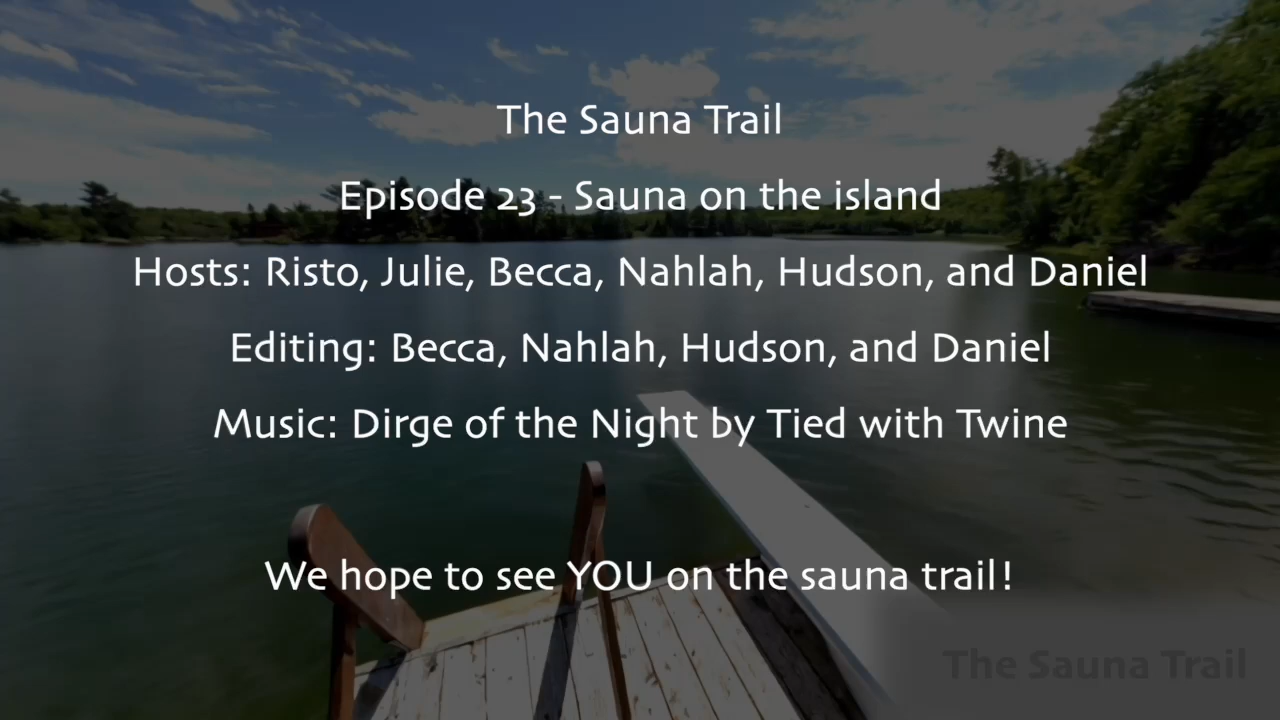 The Sauna Trail
Episode 23 - Sauna on the island
Hosts: Risto, Julie, Becca, Nahlah, Hudson, and Daniel
Editing: Becca, Nahlah, Hudson, and Daniel
Music: Dirge of the Night by Tied with Twine
We hope to see YOU on the sauna trail!
The Sauna Trail